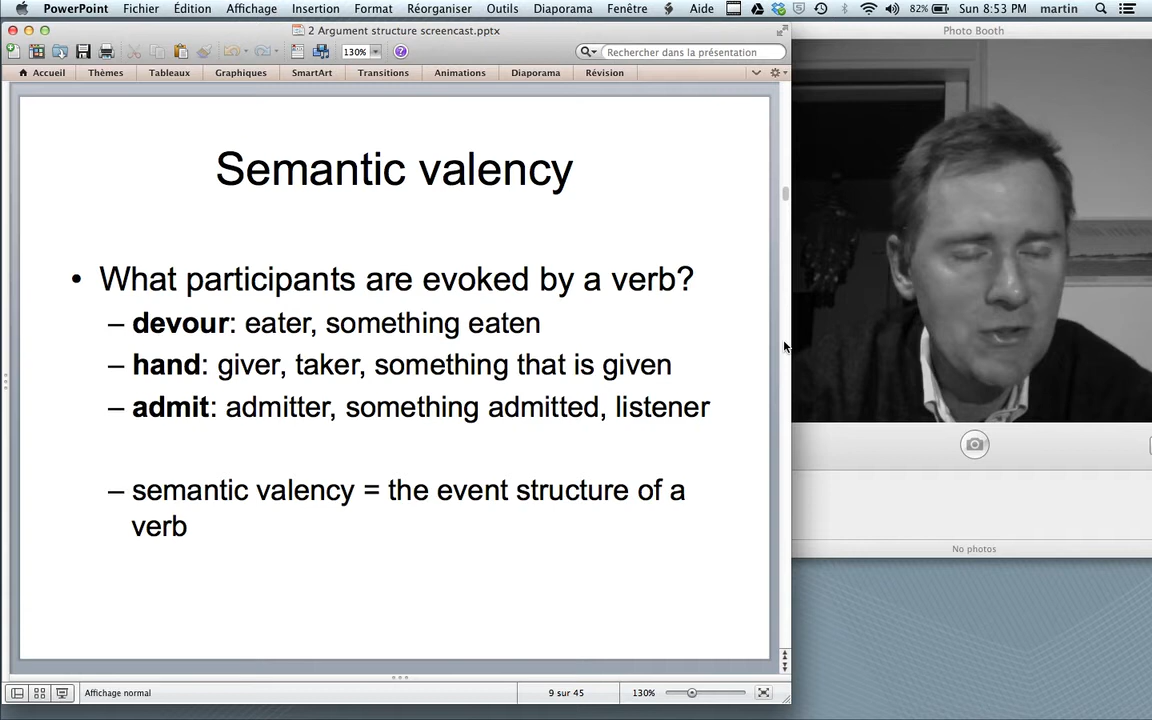 PowerPoint Fichier Édition Affichage Insertion Format Réorganiser Outils Diaporama Fenêtre Aide 82% Sun 8:53 PM martin
2 Argument structure screencast.pptx
Photo Booth
130% Rechercher dans la présentation
Accueil Thèmes Tableaux Graphiques SmartArt Transitions Animations Diaporama Révision
Semantic valency
• What participants are evoked by a verb?
– devour: eater, something eaten
– hand: giver, taker, something that is given
– admit: admitter, something admitted, listener
– semantic valency = the event structure of a
verb
No photos
Affichage normal 9 sur 45 130%